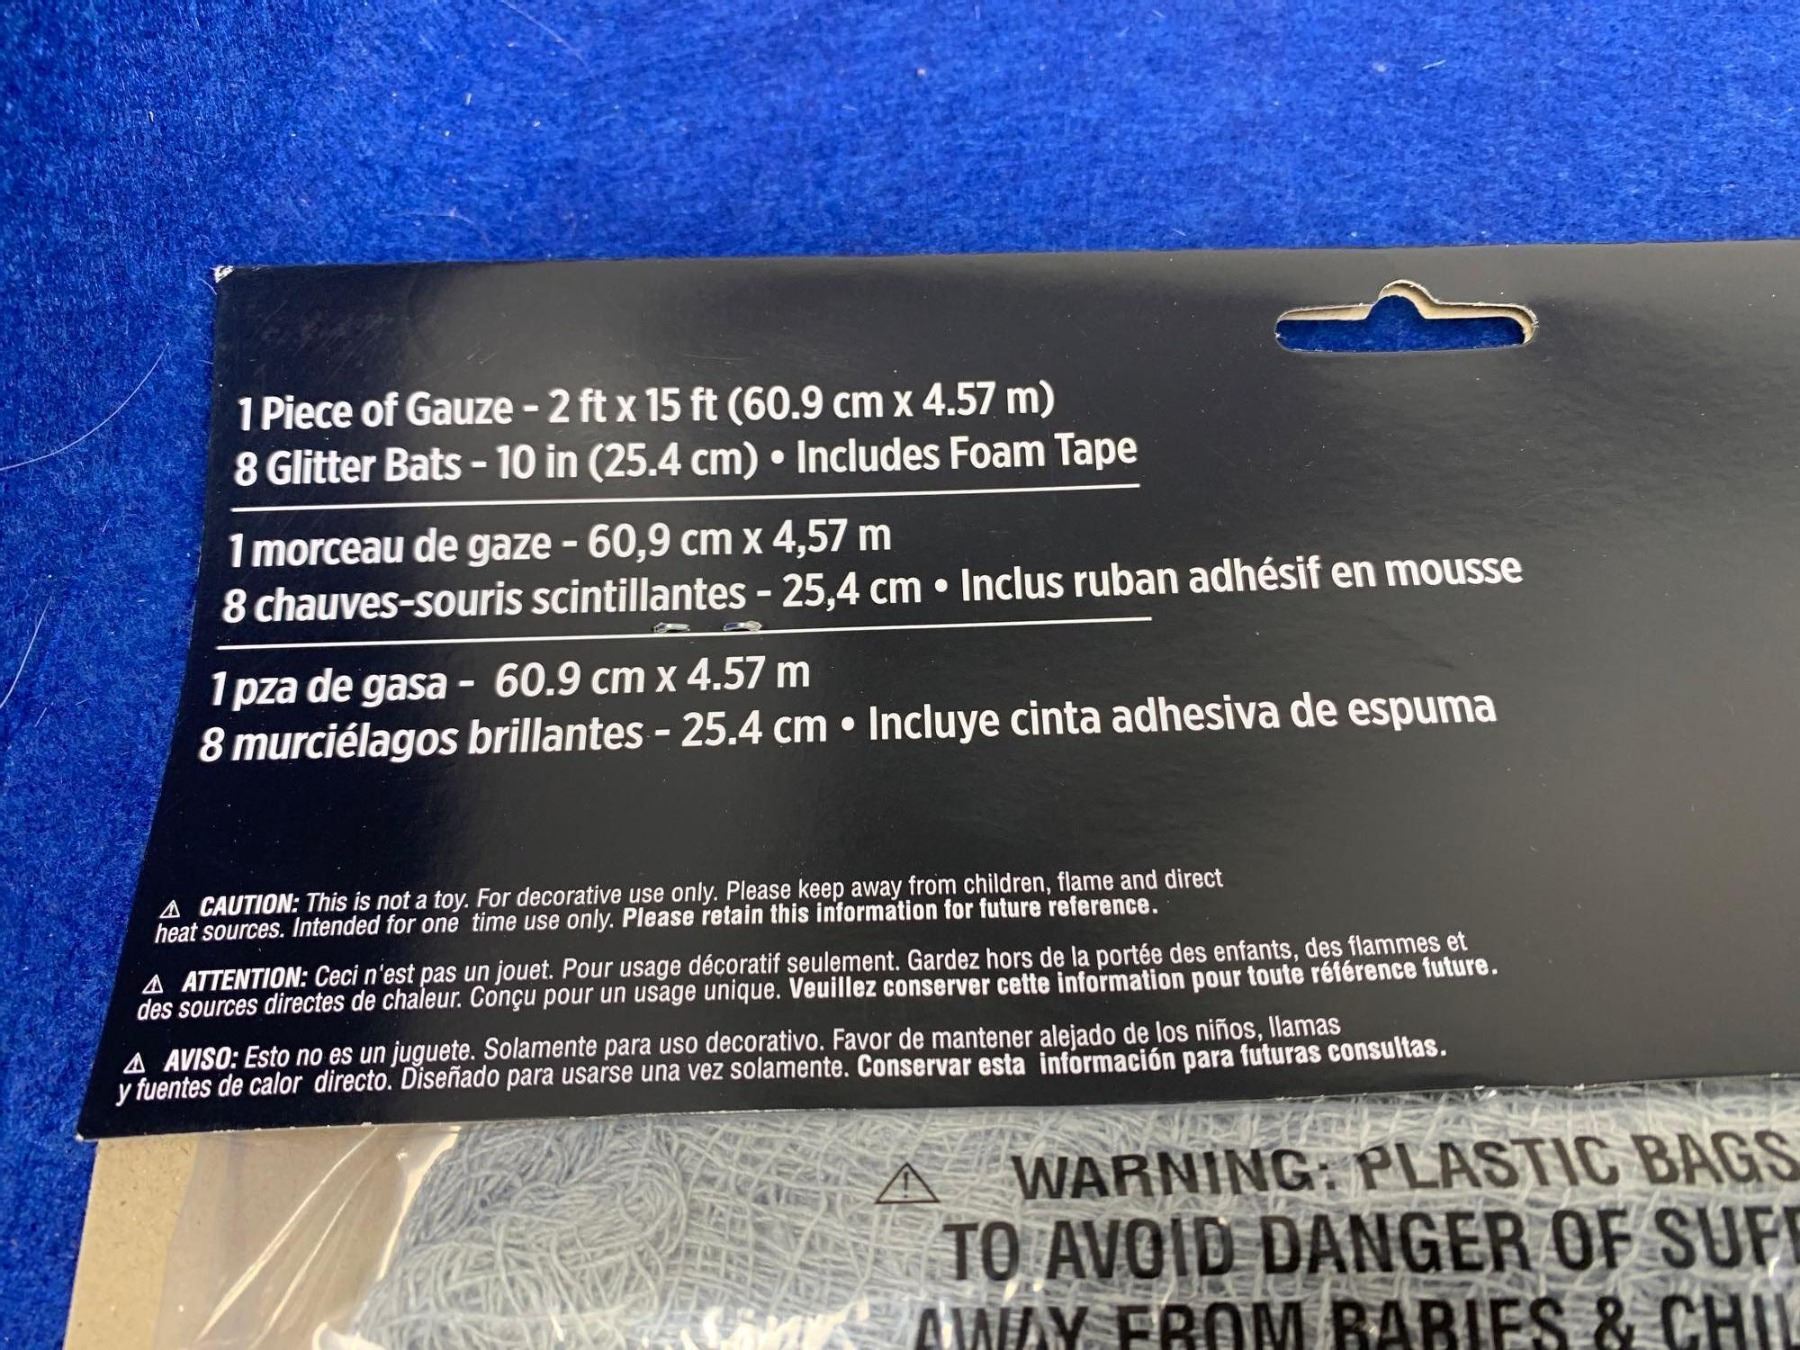 1 Piece of Gauze - 2 ft x 15 ft (60.9 cm x 4.57 m)
8 Glitter Bats - 10 in (25.4 cm) • Includes Foam Tape
1 morceau de gaze - 60,9 cm x 4,57 m
8 chauves-souris scintillantes - 25,4 cm • Inclus ruban adhésif en mousse
1 pza de gasa - 60.9 cm x 4.57 m
8 murciélagos brillantes - 25.4 cm • Incluye cinta adhesiva de espuma
⚠ CAUTION: This is not a toy. For decorative use only. Please keep away from children, flame and direct
heat sources. Intended for one time use only. Please retain this information for future reference.
⚠ ATTENTION: Ceci n'est pas un jouet. Pour usage décoratif seulement. Gardez hors de la portée des enfants, des flammes et
des sources directes de chaleur. Conçu pour un usage unique. Veuillez conserver cette information pour toute référence future.
⚠ AVISO: Esto no es un juguete. Solamente para uso decorativo. Favor de mantener alejado de los niños, llamas
y fuentes de calor directo. Diseñado para usarse una vez solamente. Conservar esta información para futuras consultas.
⚠ WARNING: PLASTIC BAGS
TO AVOID DANGER OF SUFF
AWAY FROM BABIES & CHIL